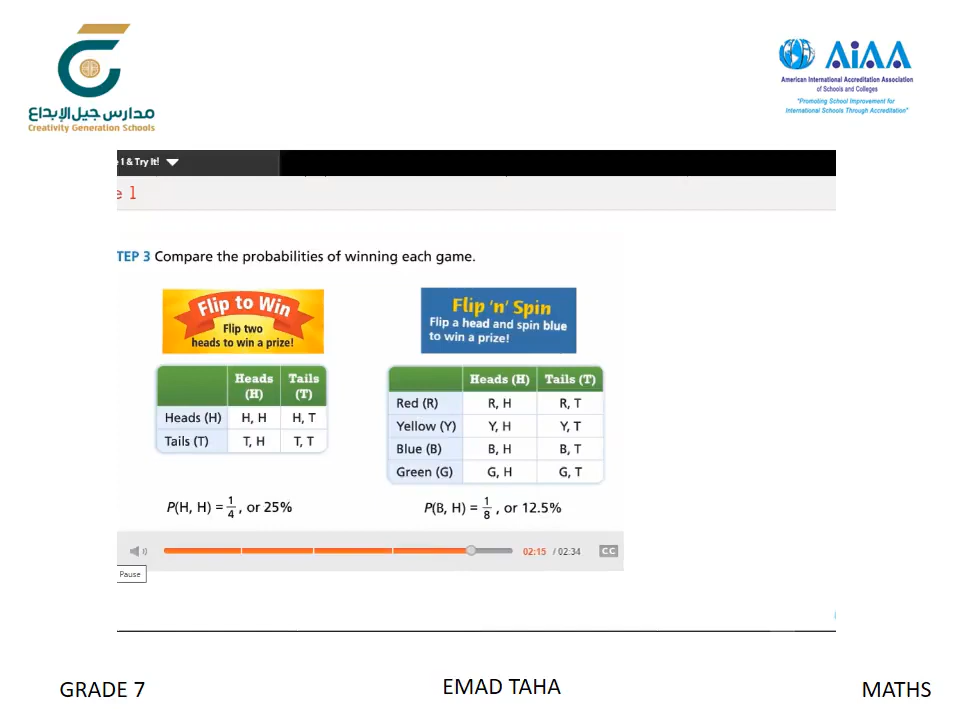 مدارس جيل الإبداع
Creativity Generation Schools
AiAA
American International Accreditation Association
of Schools and Colleges
"Promoting School Improvement for
International Schools Through Accreditation"
e 1 & Try It!
e 1
TEP 3 Compare the probabilities of winning each game.
Flip to Win
Flip two
heads to win a prize!
Heads (H) Tails (T)
Heads (H) H, H H, T
Tails (T) T, H T, T
P(H, H) = 1/4, or 25%
Flip 'n' Spin
Flip a head and spin blue
to win a prize!
Heads (H) Tails (T)
Red (R) R, H R, T
Yellow (Y) Y, H Y, T
Blue (B) B, H B, T
Green (G) G, H G, T
P(B, H) = 1/8, or 12.5%
02:15 / 02:34 CC
Pause
GRADE 7 EMAD TAHA MATHS